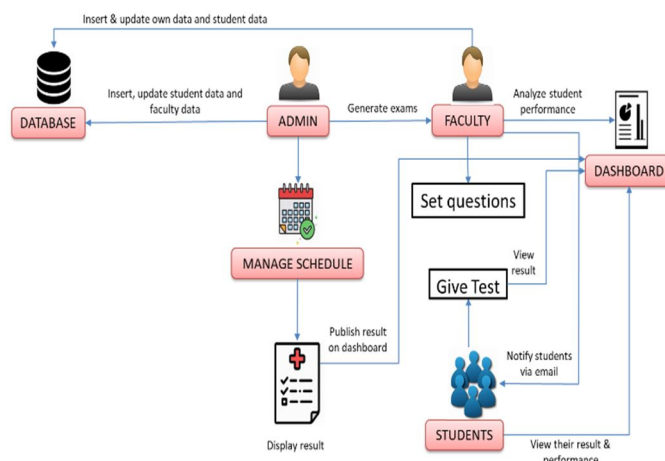 Insert & update own data and student data
Insert, update student data and
faculty data
Generate exams
Analyze student
performance
DATABASE
ADMIN
FACULTY
DASHBOARD
Set questions
MANAGE SCHEDULE
View
result
Give Test
Publish result
on dashboard
Notify students
via email
Display result
STUDENTS
View their result &
performance